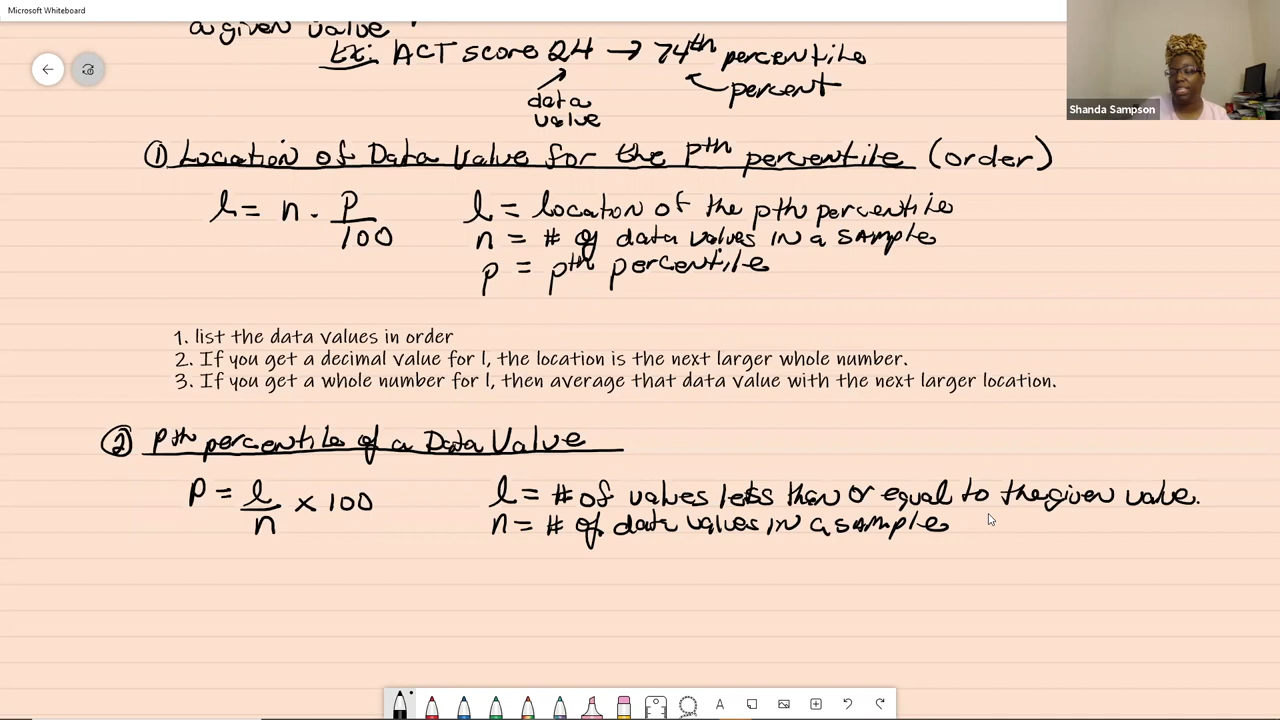 Microsoft Whiteboard
a given value
Ex: ACT score 24 → 74th percentile
data value
percent
Shanda Sampson
① Location of Data Value for the pth percentile (order)
l = n · P/100
l = location of the pth percentile
n = # of data values in a sample
p = pth percentile
1. list the data values in order
2. If you get a decimal value for l, the location is the next larger whole number.
3. If you get a whole number for l, then average that data value with the next larger location.
② pth percentile of a Data Value
P = l/n × 100
l = # of values less than or equal to the given value.
n = # of data values in a sample